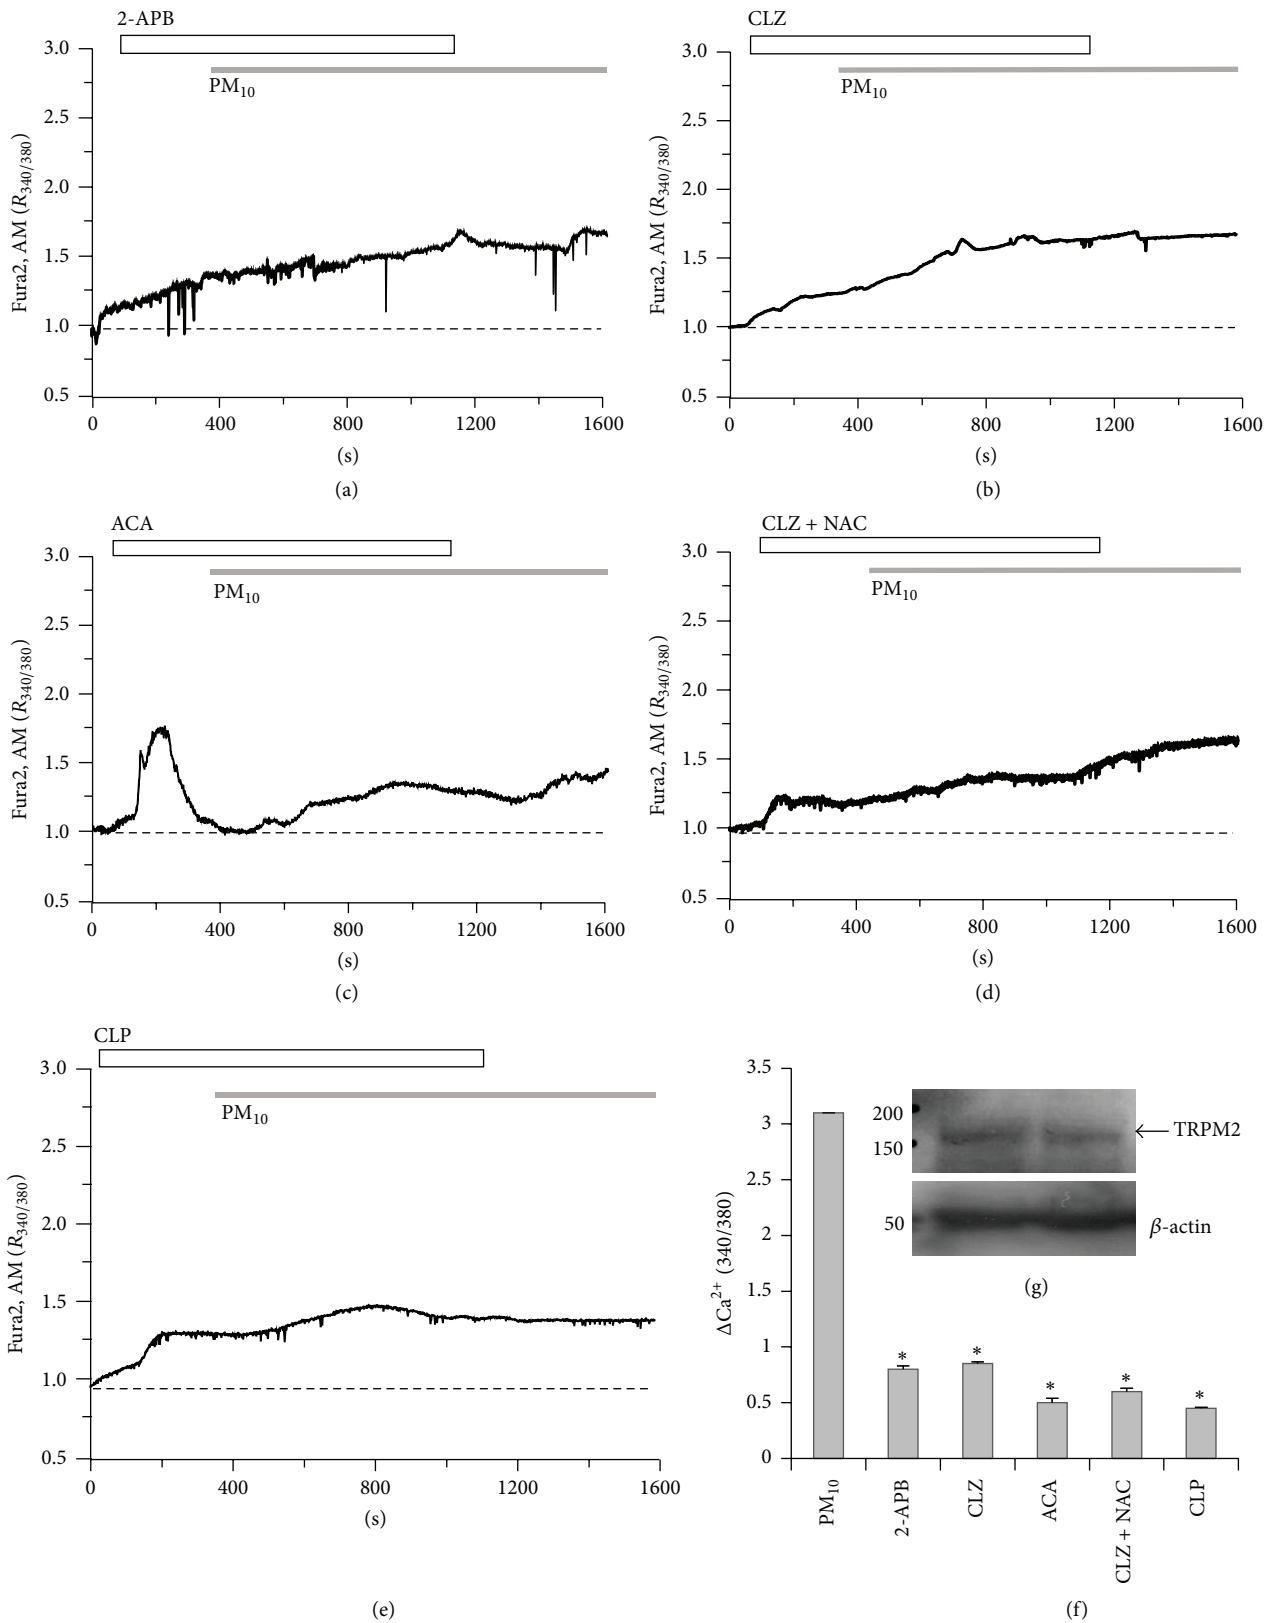 2-APB
3.0
2.5
2.0
1.5
1.0
0.5
PM10
Fura2, AM (R340/380)
0 400 800 1200 1600
(s)
(a)
CLZ
3.0
2.5
2.0
1.5
1.0
0.5
PM10
Fura2, AM (R340/380)
0 400 800 1200 1600
(s)
(b)
ACA
3.0
2.5
2.0
1.5
1.0
0.5
PM10
Fura2, AM (R340/380)
0 400 800 1200 1600
(s)
(c)
CLZ + NAC
3.0
2.5
2.0
1.5
1.0
0.5
PM10
Fura2, AM (R340/380)
0 400 800 1200 1600
(s)
(d)
CLP
3.0
2.5
2.0
1.5
1.0
0.5
PM10
Fura2, AM (R340/380)
0 400 800 1200 1600
(s)
(e)
3.5
3
2.5
2
1.5
1
0.5
0
ΔCa2+ (340/380)
200
150
TRPM2
50
β-actin
(g)
* * * * *
PM10
2-APB
CLZ
ACA
CLZ + NAC
CLP
(f)